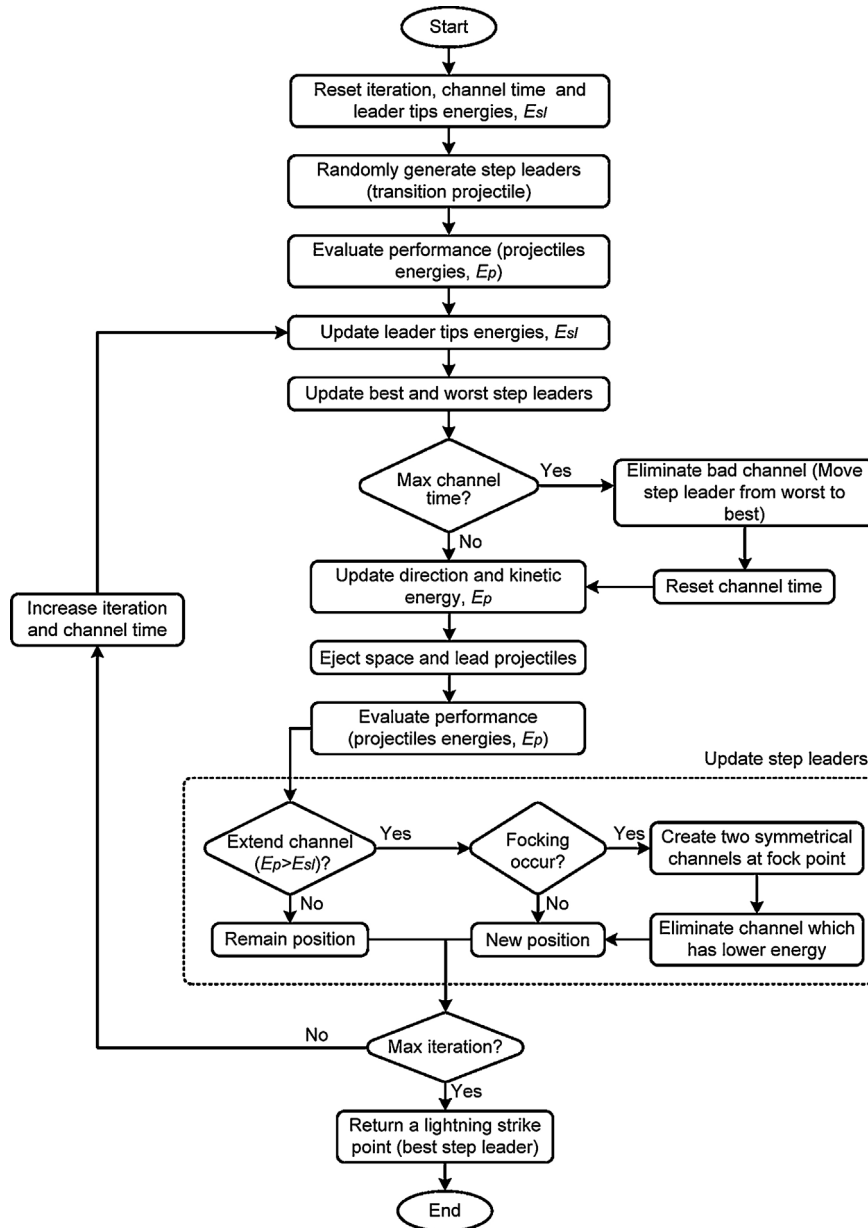 Start
Reset iteration, channel time and
leader tips energies, Esl
Randomly generate step leaders
(transition projectile)
Evaluate performance (projectiles
energies, Ep)
Update leader tips energies, Esl
Update best and worst step leaders
Max channel
time?
Yes
Eliminate bad channel (Move
step leader from worst to
best)
No
Update direction and kinetic
energy, Ep
Reset channel time
Increase iteration
and channel time
Eject space and lead projectiles
Evaluate performance
(projectiles energies, Ep)
Update step leaders
Extend channel
(Ep>Esl)?
Yes
Focking
occur?
Yes
Create two symmetrical
channels at fock point
No
No
Remain position
New position
Eliminate channel which
has lower energy
No
Max iteration?
Yes
Return a lightning strike
point (best step leader)
End